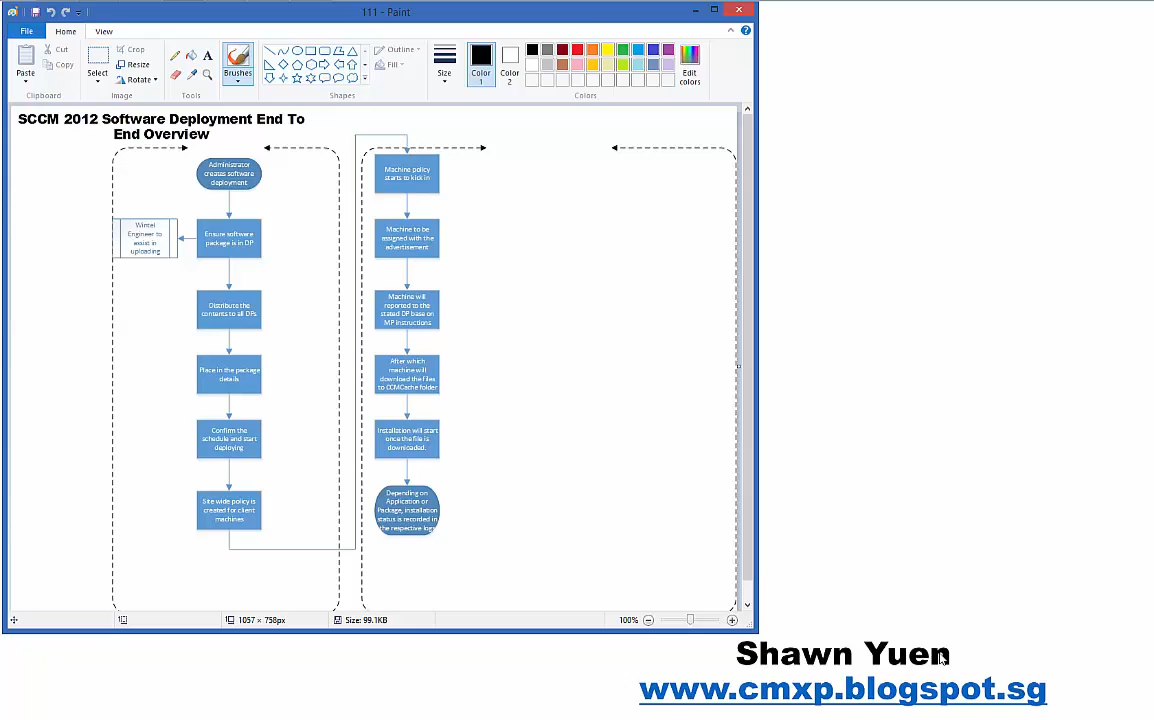 111 - Paint
File
Home
View
Cut
Copy
Paste
Clipboard
Crop
Resize
Rotate
Select
Image
Tools
Brushes
Shapes
Outline
Fill
Size
Color
1
Color
2
Edit
colors
Colors
SCCM 2012 Software Deployment End To
End Overview
Administrator
creates software
deployment
Wintel
Engineer to
assist in
uploading
Ensure software
package is in DP
Distribute the
contents to all DPs
Place in the package
details
Confirm the
schedule and start
deploying
Site wide policy is
created for client
machines
Machine policy
starts to kick in
Machine to be
assigned with the
advertisement
Machine will
reported to the
stated DP base on
MP instructions
After which
machine will
download the files
to CCMCache folder
Installation will start
once the file is
downloaded.
Depending on
Application or
Package, installation
status is recorded in
the respective logs
1057 × 758px
Size: 99.1KB
100%
Shawn Yuen
www.cmxp.blogspot.sg